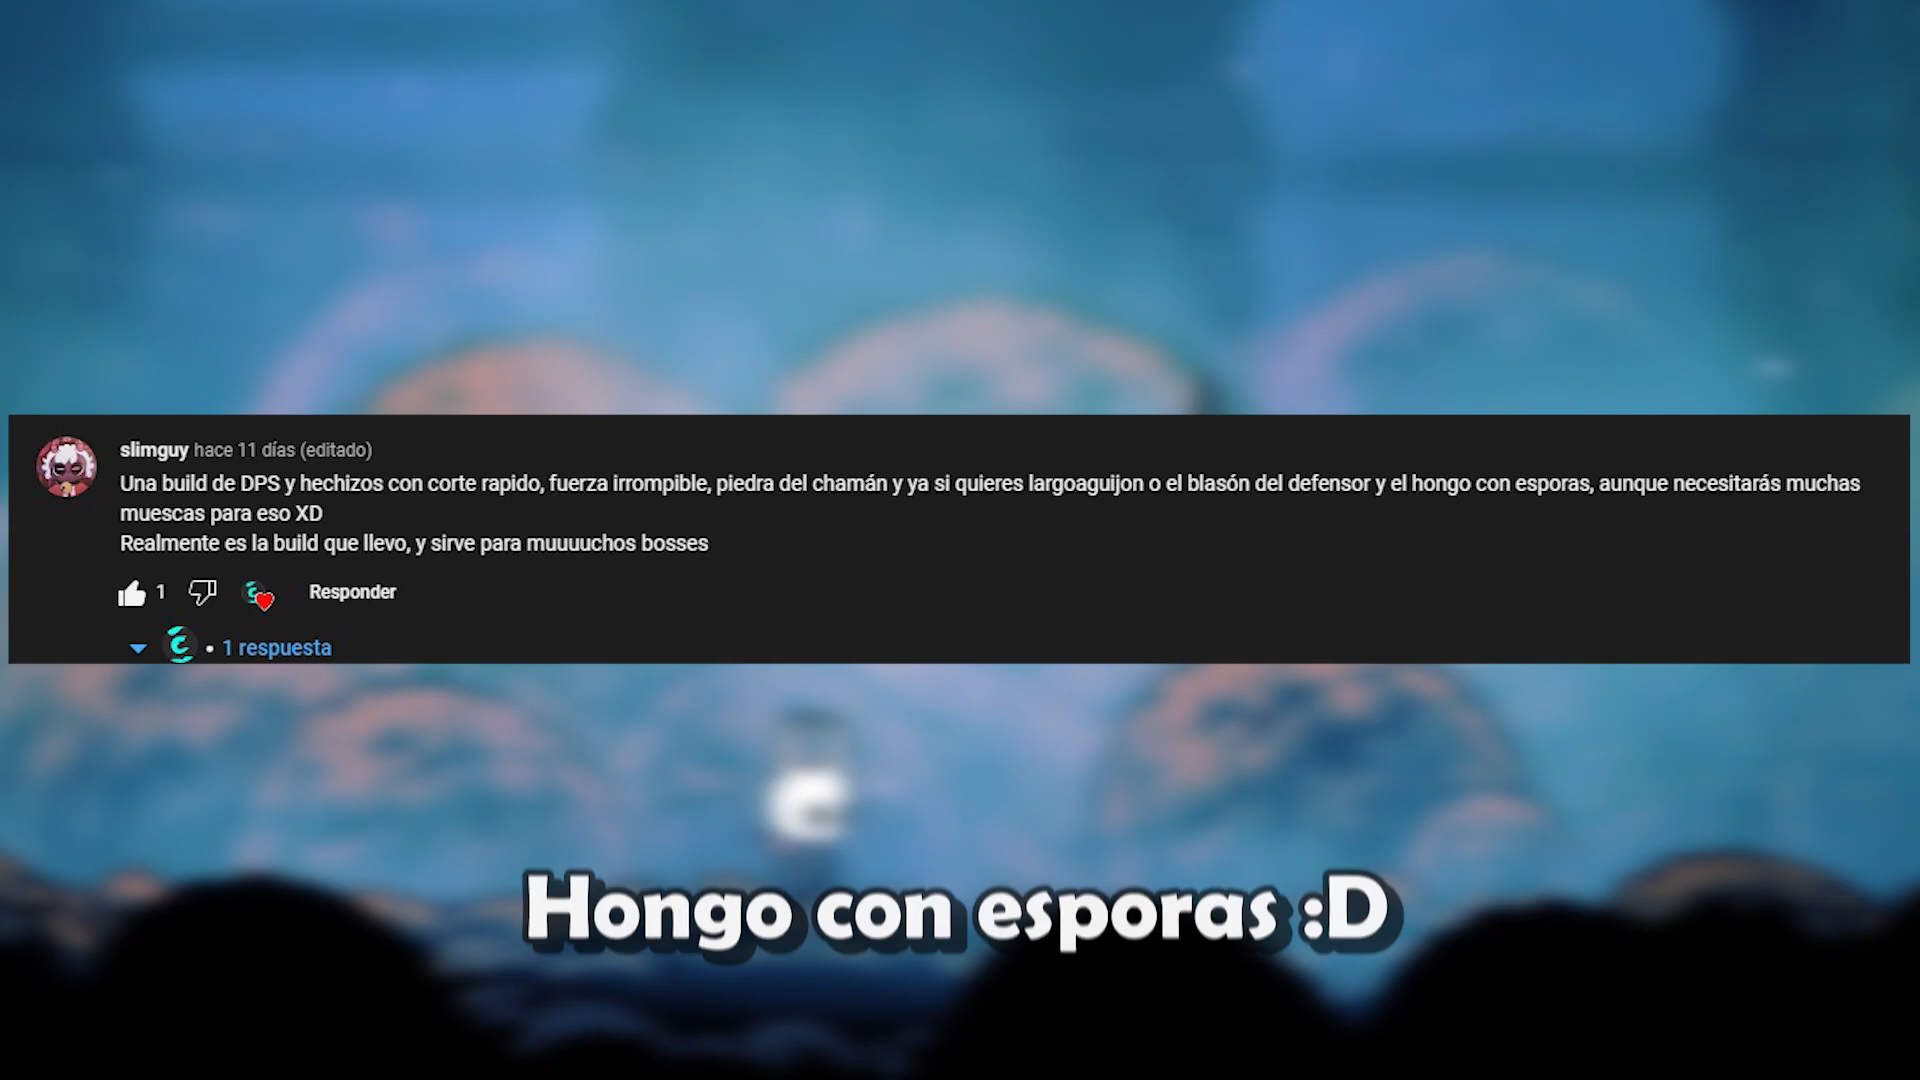 slimguy hace 11 días (editado)
Una build de DPS y hechizos con corte rapido, fuerza irrompible, piedra del chamán y ya si quieres largoaguijon o el blasón del defensor y el hongo con esporas, aunque necesitarás muchas
muescas para eso XD
Realmente es la build que llevo, y sirve para muuuuchos bosses
1 Responder
• 1 respuesta
Hongo con esporas :D